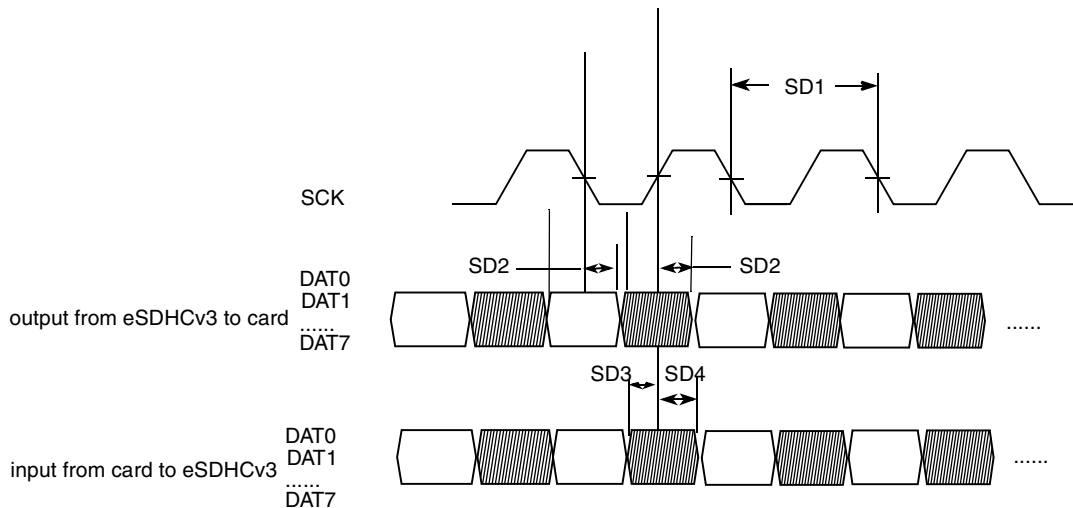 SD1
SCK
SD2
SD2
DAT0
DAT1
output from eSDHCv3 to card
......
DAT7
......
SD3
SD4
DAT0
DAT1
input from card to eSDHCv3
......
DAT7
......